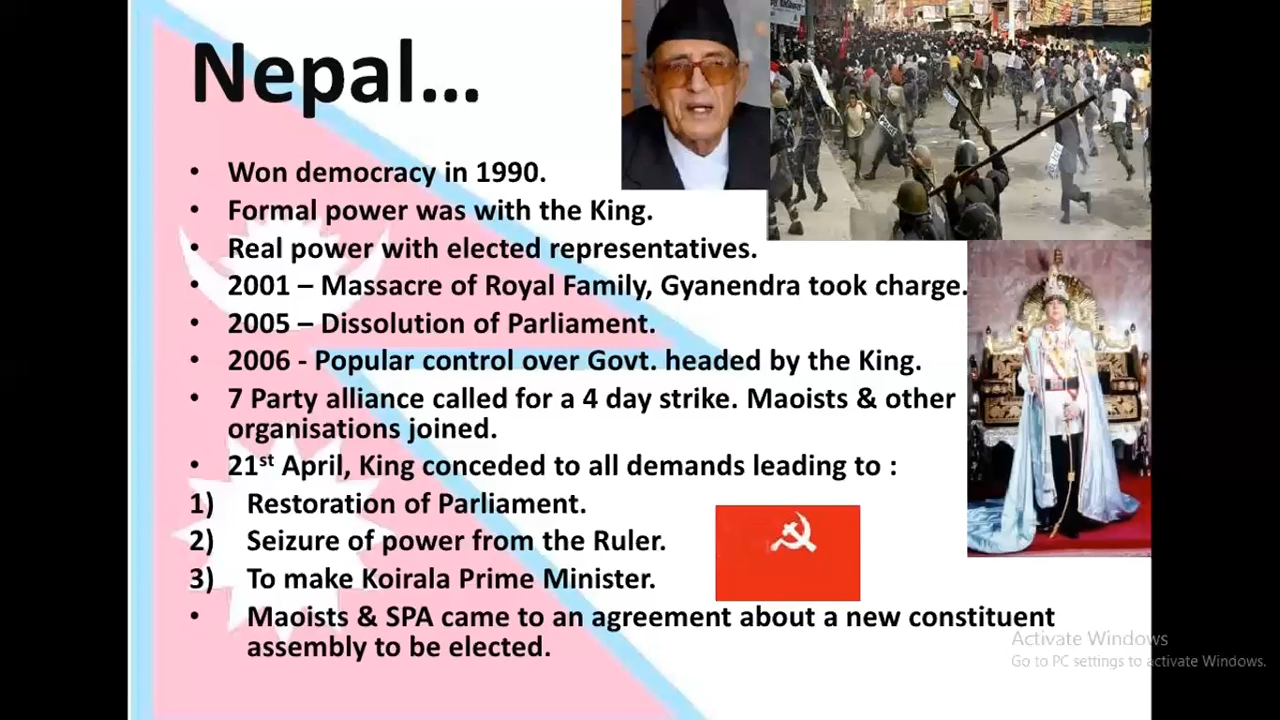 Nepal...
• Won democracy in 1990.
• Formal power was with the King.
• Real power with elected representatives.
• 2001 – Massacre of Royal Family, Gyanendra took charge.
• 2005 – Dissolution of Parliament.
• 2006 - Popular control over Govt. headed by the King.
• 7 Party alliance called for a 4 day strike. Maoists & other
organisations joined.
• 21st April, King conceded to all demands leading to :
1) Restoration of Parliament.
2) Seizure of power from the Ruler.
3) To make Koirala Prime Minister.
• Maoists & SPA came to an agreement about a new constituent
assembly to be elected.
Activate Windows
Go to PC settings to activate Windows.